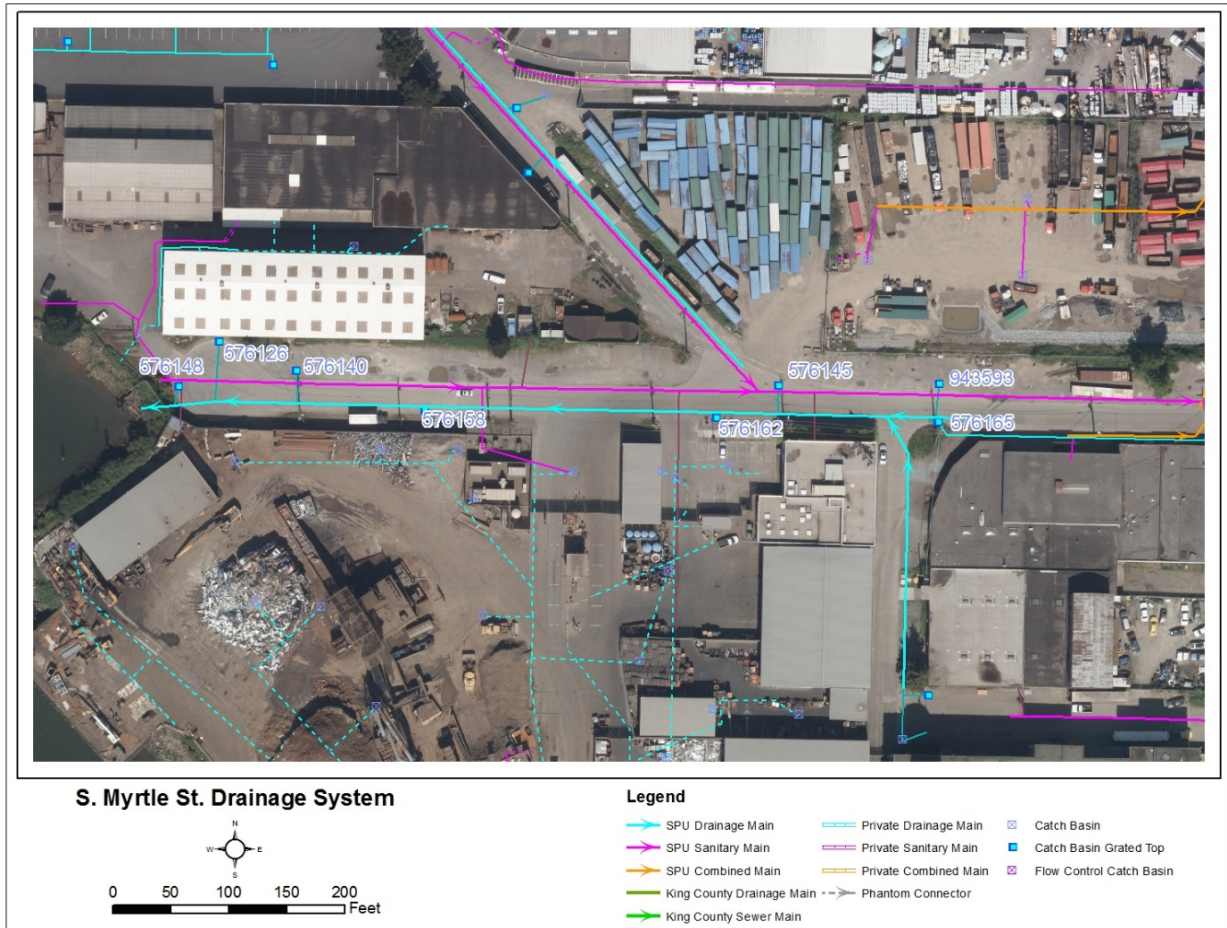 576148
576126
576140
576158
576145
576162
943593
576165
S. Myrtle St. Drainage System
N
W E
S
0 50 100 150 200
Feet
Legend
SPU Drainage Main
SPU Sanitary Main
SPU Combined Main
King County Drainage Main
King County Sewer Main
Private Drainage Main
Private Sanitary Main
Private Combined Main
Phantom Connector
Catch Basin
Catch Basin Grated Top
Flow Control Catch Basin